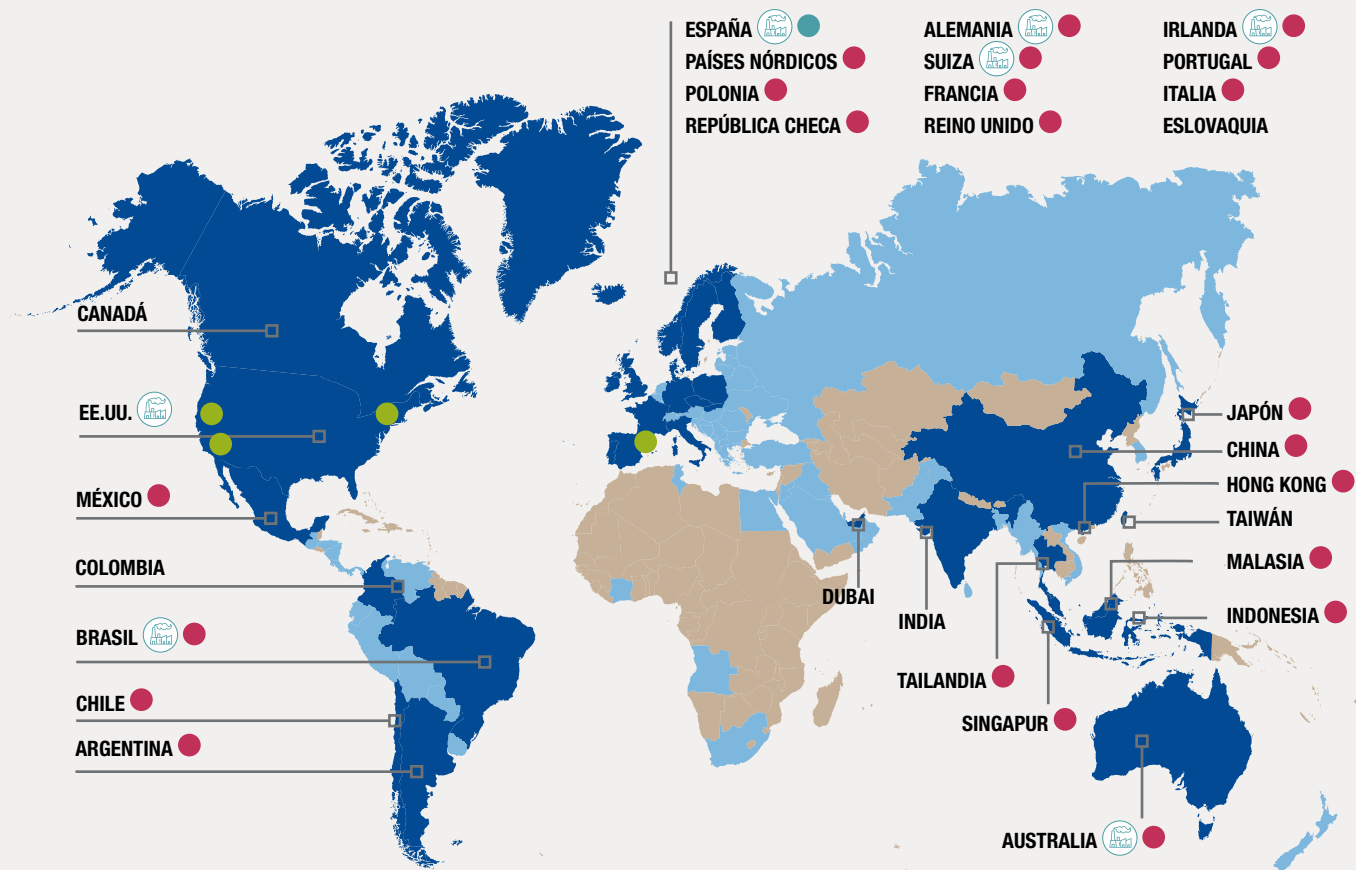 ESPAÑA
PAÍSES NÓRDICOS
POLONIA
REPÚBLICA CHECA
ALEMANIA
SUIZA
FRANCIA
REINO UNIDO
IRLANDA
PORTUGAL
ITALIA
ESLOVAQUIA
CANADÁ
EE.UU.
MÉXICO
COLOMBIA
BRASIL
CHILE
ARGENTINA
JAPÓN
CHINA
HONG KONG
TAIWÁN
MALASIA
INDONESIA
DUBAI
INDIA
TAILANDIA
SINGAPUR
AUSTRALIA